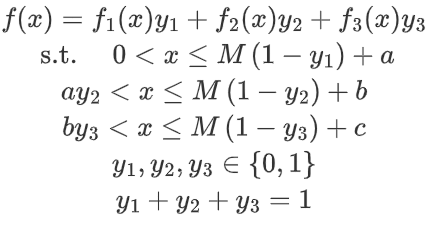 f(x) = f₁(x)y₁ + f₂(x)y₂ + f₃(x)y₃
s.t. 0 < x ≤ M (1 − y₁) + a
ay₂ < x ≤ M (1 − y₂) + b
by₃ < x ≤ M (1 − y₃) + c
y₁, y₂, y₃ ∈ {0, 1}
y₁ + y₂ + y₃ = 1